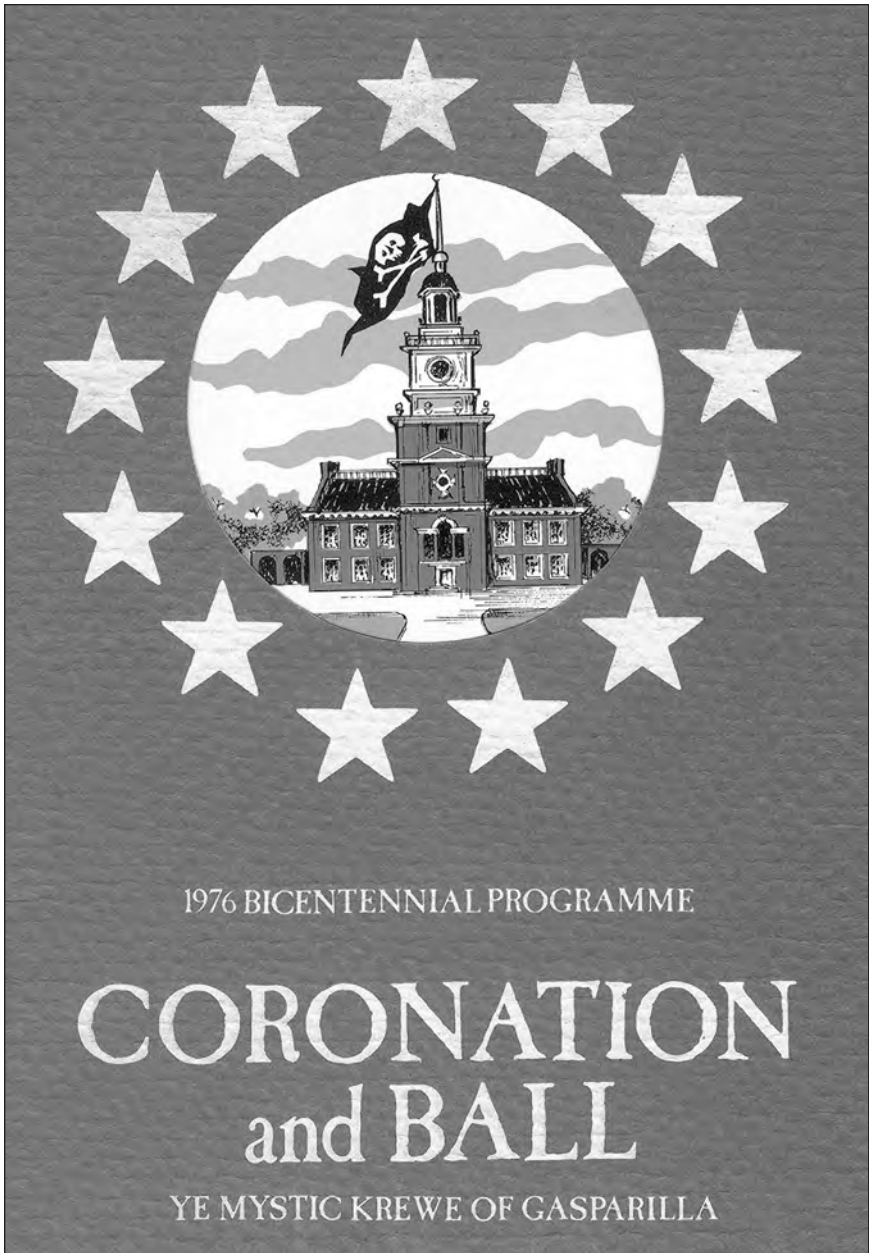 1976 BICENTENNIAL PROGRAMME
CORONATION
and BALL
YE MYSTIC KREWE OF GASPARILLA